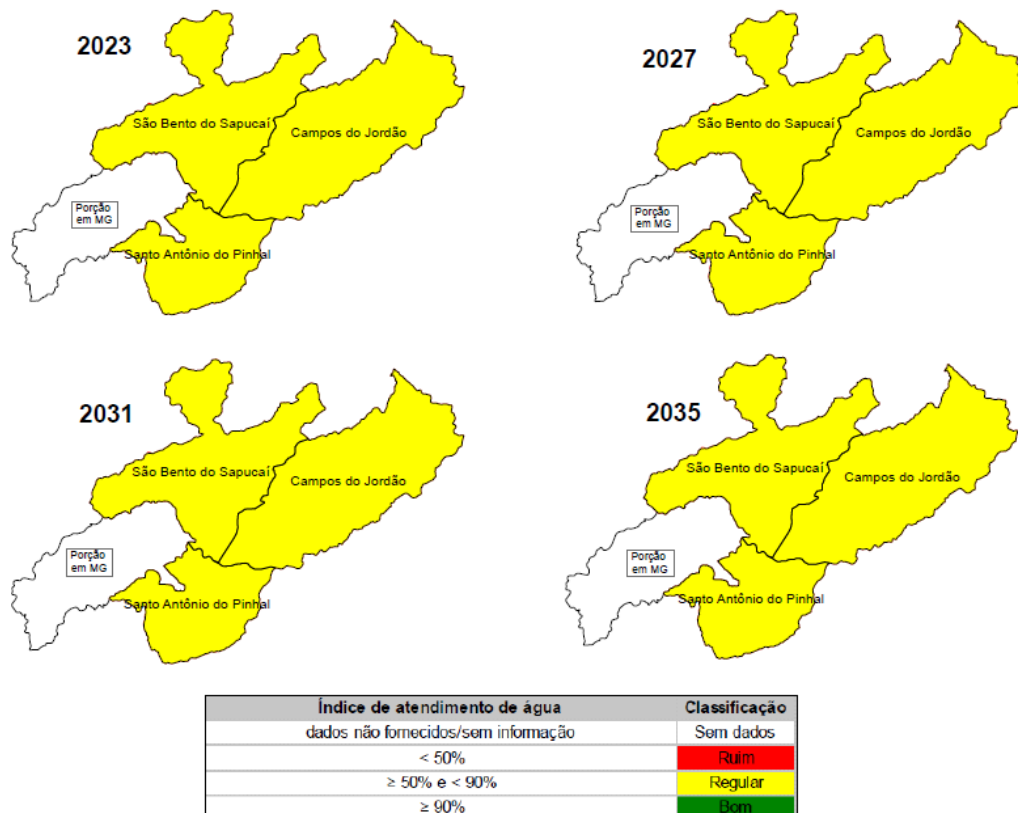 2023
São Bento do Sapucaí
Campos do Jordão
Porção
em MG
Santo Antônio do Pinhal
2027
São Bento do Sapucaí
Campos do Jordão
Porção
em MG
Santo Antônio do Pinhal
2031
São Bento do Sapucaí
Campos do Jordão
Porção
em MG
Santo Antônio do Pinhal
2035
São Bento do Sapucaí
Campos do Jordão
Porção
em MG
Santo Antônio do Pinhal
Índice de atendimento de água Classificação
dados não fornecidos/sem informação Sem dados
< 50% Ruim
≥ 50% e < 90% Regular
≥ 90% Bom